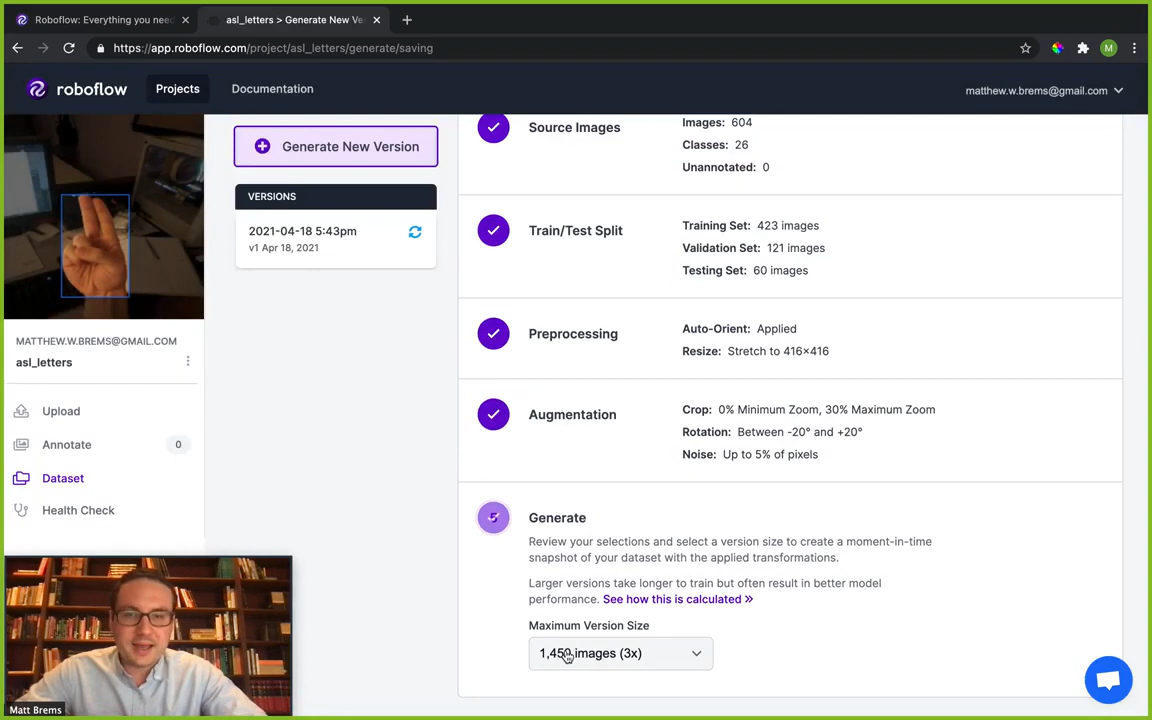 Roboflow: Everything you need
asl_letters > Generate New Ve
https://app.roboflow.com/project/asl_letters/generate/saving
M
roboflow
Projects
Documentation
matthew.w.brems@gmail.com
MATTHEW.W.BREMS@GMAIL.COM
asl_letters
Upload
Annotate
0
Dataset
Health Check
Generate New Version
VERSIONS
2021-04-18 5:43pm
v1 Apr 18, 2021
Source Images
Images: 604
Classes: 26
Unannotated: 0
Train/Test Split
Training Set: 423 images
Validation Set: 121 images
Testing Set: 60 images
Preprocessing
Auto-Orient: Applied
Resize: Stretch to 416×416
Augmentation
Crop: 0% Minimum Zoom, 30% Maximum Zoom
Rotation: Between -20° and +20°
Noise: Up to 5% of pixels
5
Generate
Review your selections and select a version size to create a moment-in-time
snapshot of your dataset with the applied transformations.
Larger versions take longer to train but often result in better model
performance. See how this is calculated »
Maximum Version Size
1,450 images (3x)
Matt Brems